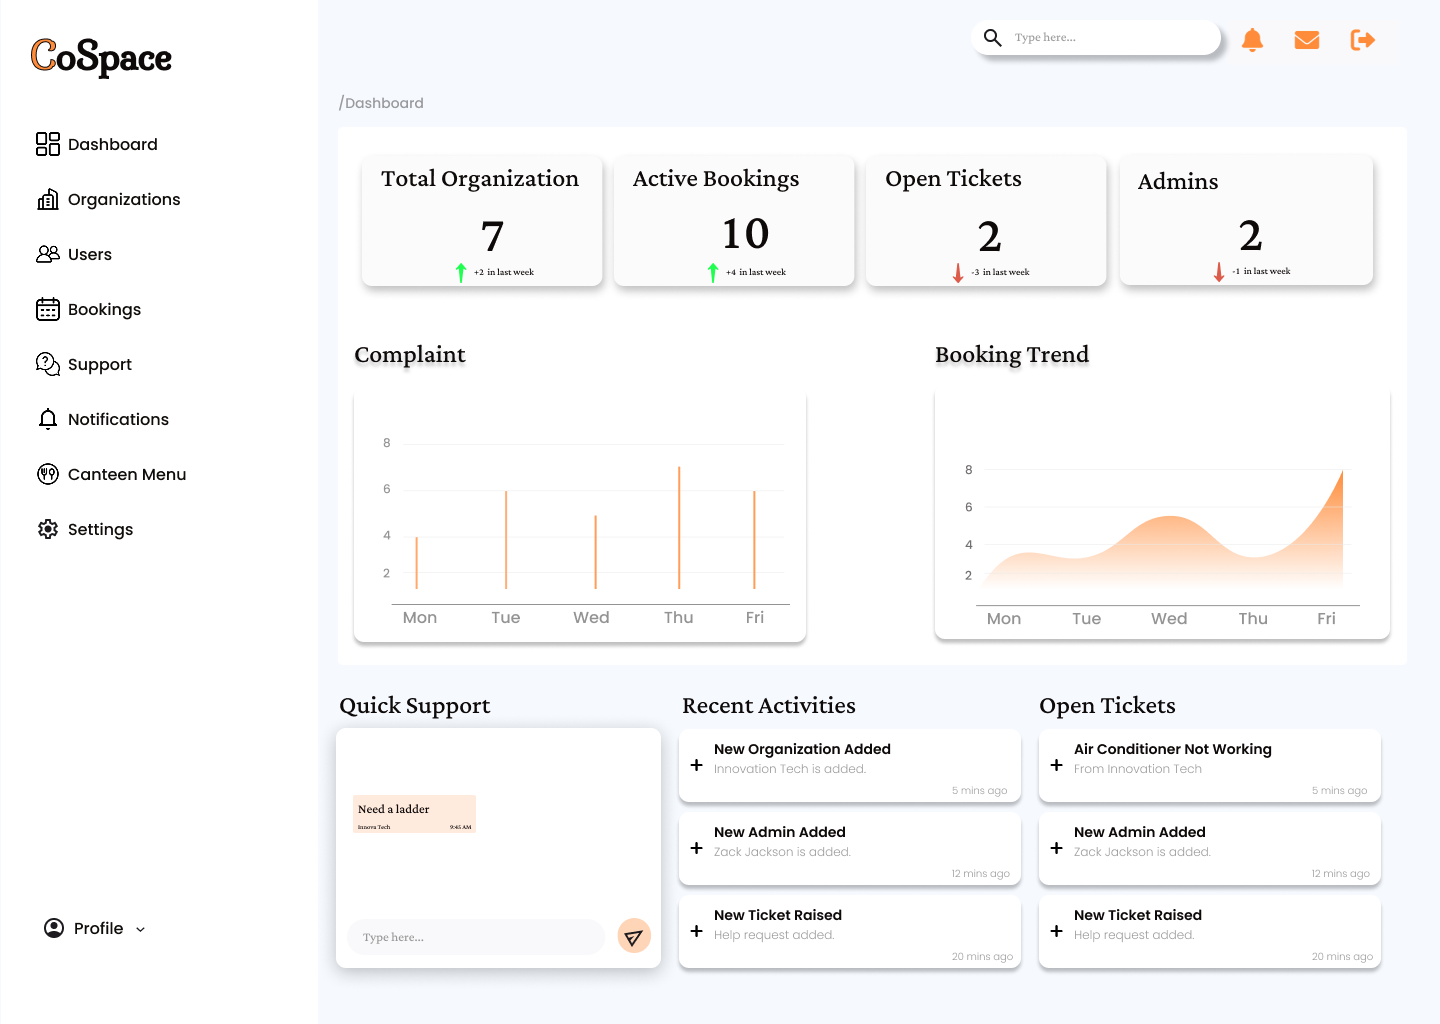 CoSpace
Type here...
Dashboard
Organizations
Users
Bookings
Support
Notifications
Canteen Menu
Settings
Profile
/Dashboard
Total Organization
7
+2 in last week
Active Bookings
10
+4 in last week
Open Tickets
2
-3 in last week
Admins
2
-1 in last week
Complaint
8
6
4
2
Mon Tue Wed Thu Fri
Booking Trend
8
6
4
2
Mon Tue Wed Thu Fri
Quick Support
Need a ladder
Innova Tech 9:45 AM
Type here...
Recent Activities
New Organization Added
Innovation Tech is added.
5 mins ago
New Admin Added
Zack Jackson is added.
12 mins ago
New Ticket Raised
Help request added.
20 mins ago
Open Tickets
Air Conditioner Not Working
From Innovation Tech
5 mins ago
New Admin Added
Zack Jackson is added.
12 mins ago
New Ticket Raised
Help request added.
20 mins ago